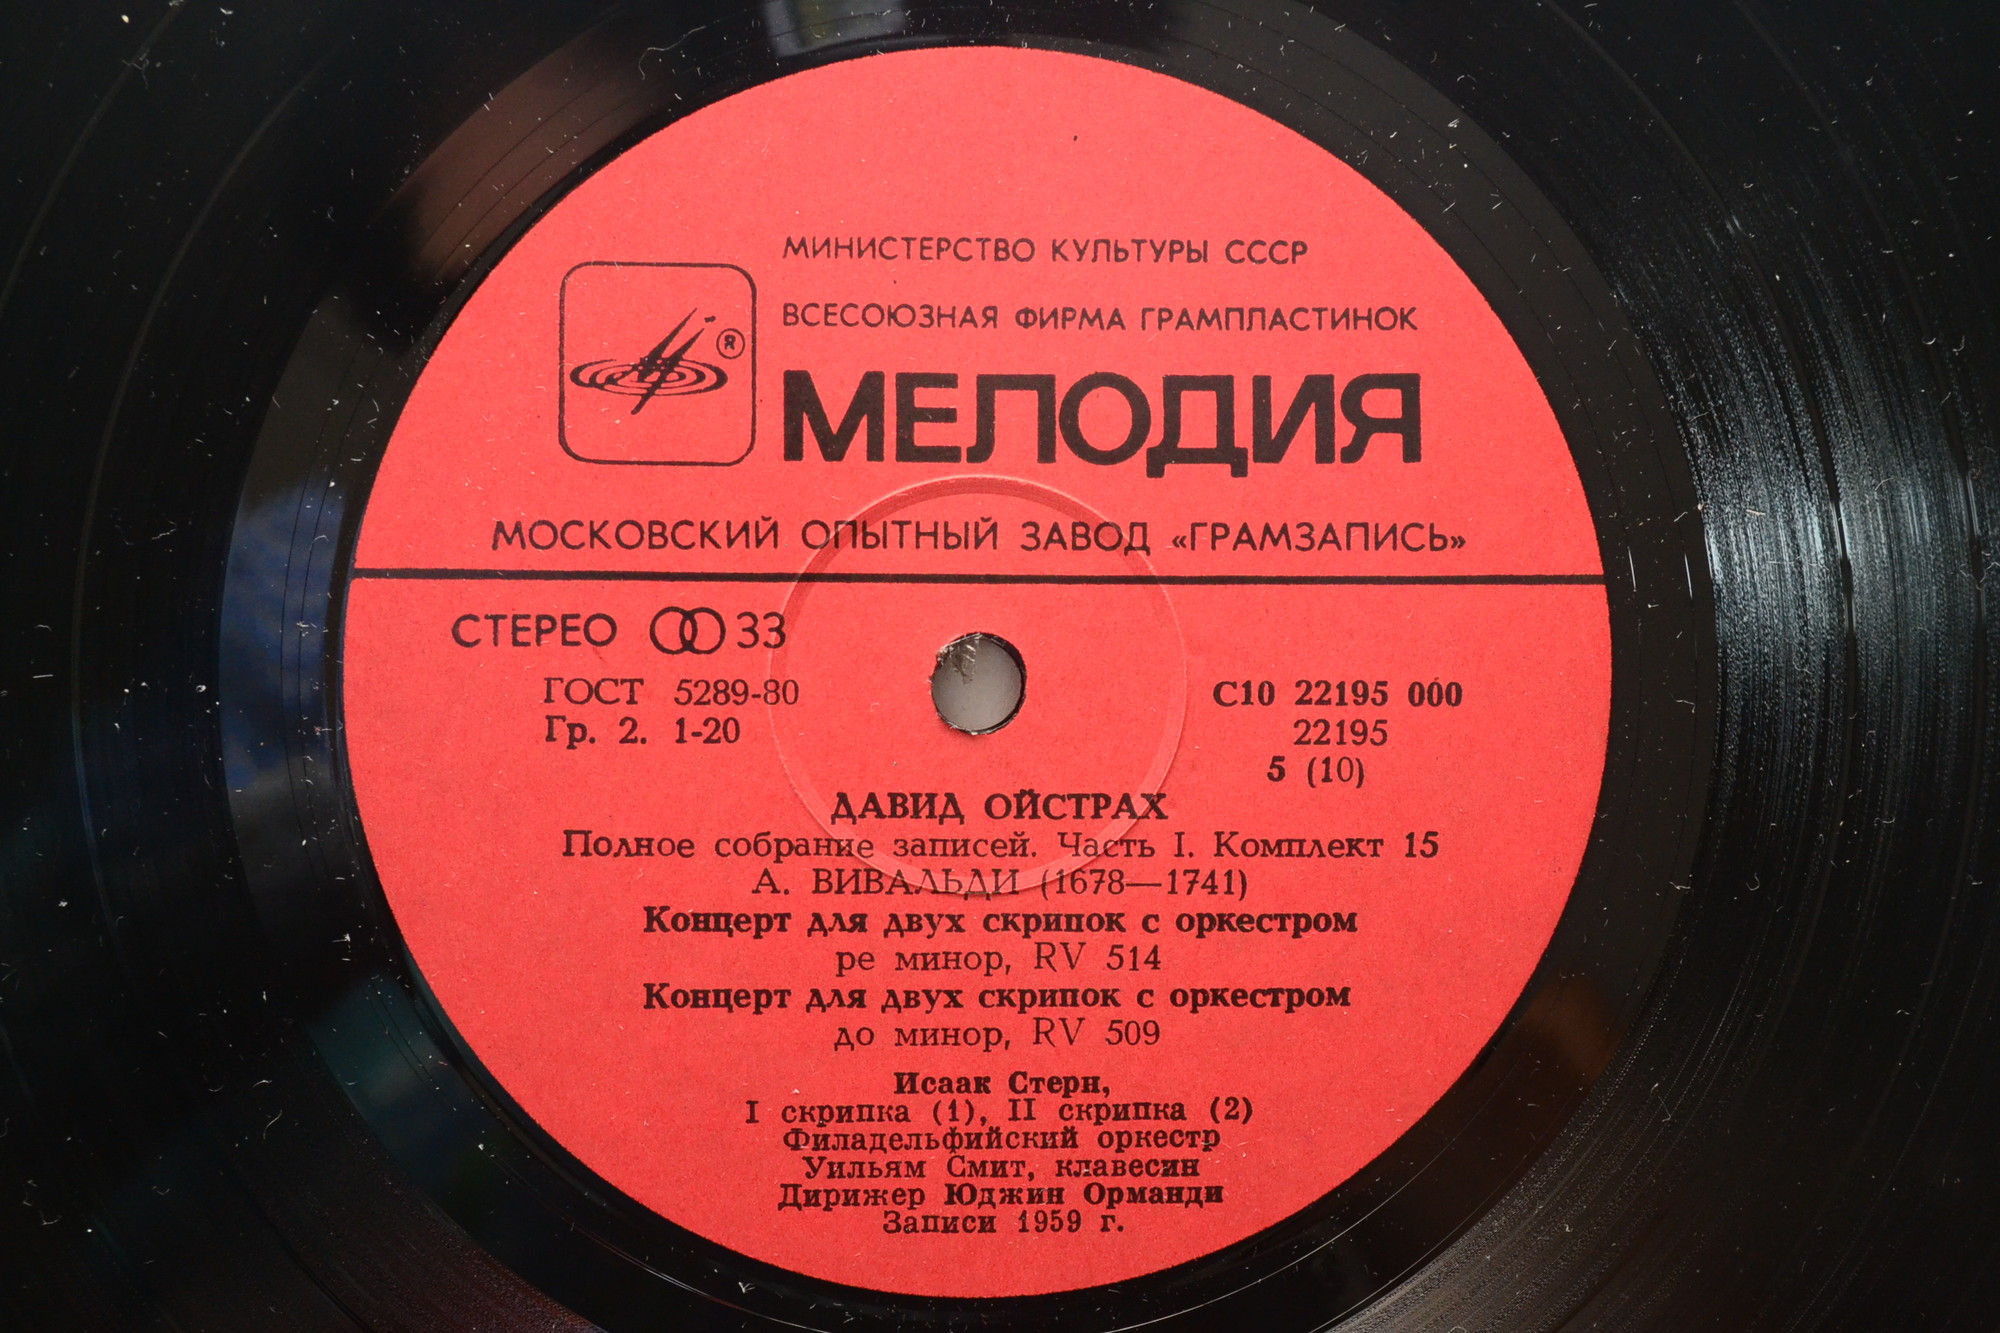 МИНИСТЕРСТВО КУЛЬТУРЫ СССР
ВСЕСОЮЗНАЯ ФИРМА ГРАМПЛАСТИНОК
®
МЕЛОДИЯ
МОСКОВСКИЙ ОПЫТНЫЙ ЗАВОД «ГРАМЗАПИСЬ»
СТЕРЕО 33
ГОСТ 5289-80
Гр. 2. 1-20
С10 22195 000
22195
5 (10)
ДАВИД ОЙСТРАХ
Полное собрание записей. Часть I. Комплект 15
А. ВИВАЛЬДИ (1678—1741)
Концерт для двух скрипок с оркестром
ре минор, RV 514
Концерт для двух скрипок с оркестром
до минор, RV 509
Исаак Стерн,
I скрипка (1), II скрипка (2)
Филадельфийский оркестр
Уильям Смит, клавесин
Дирижер Юджин Орманди
Записи 1959 г.